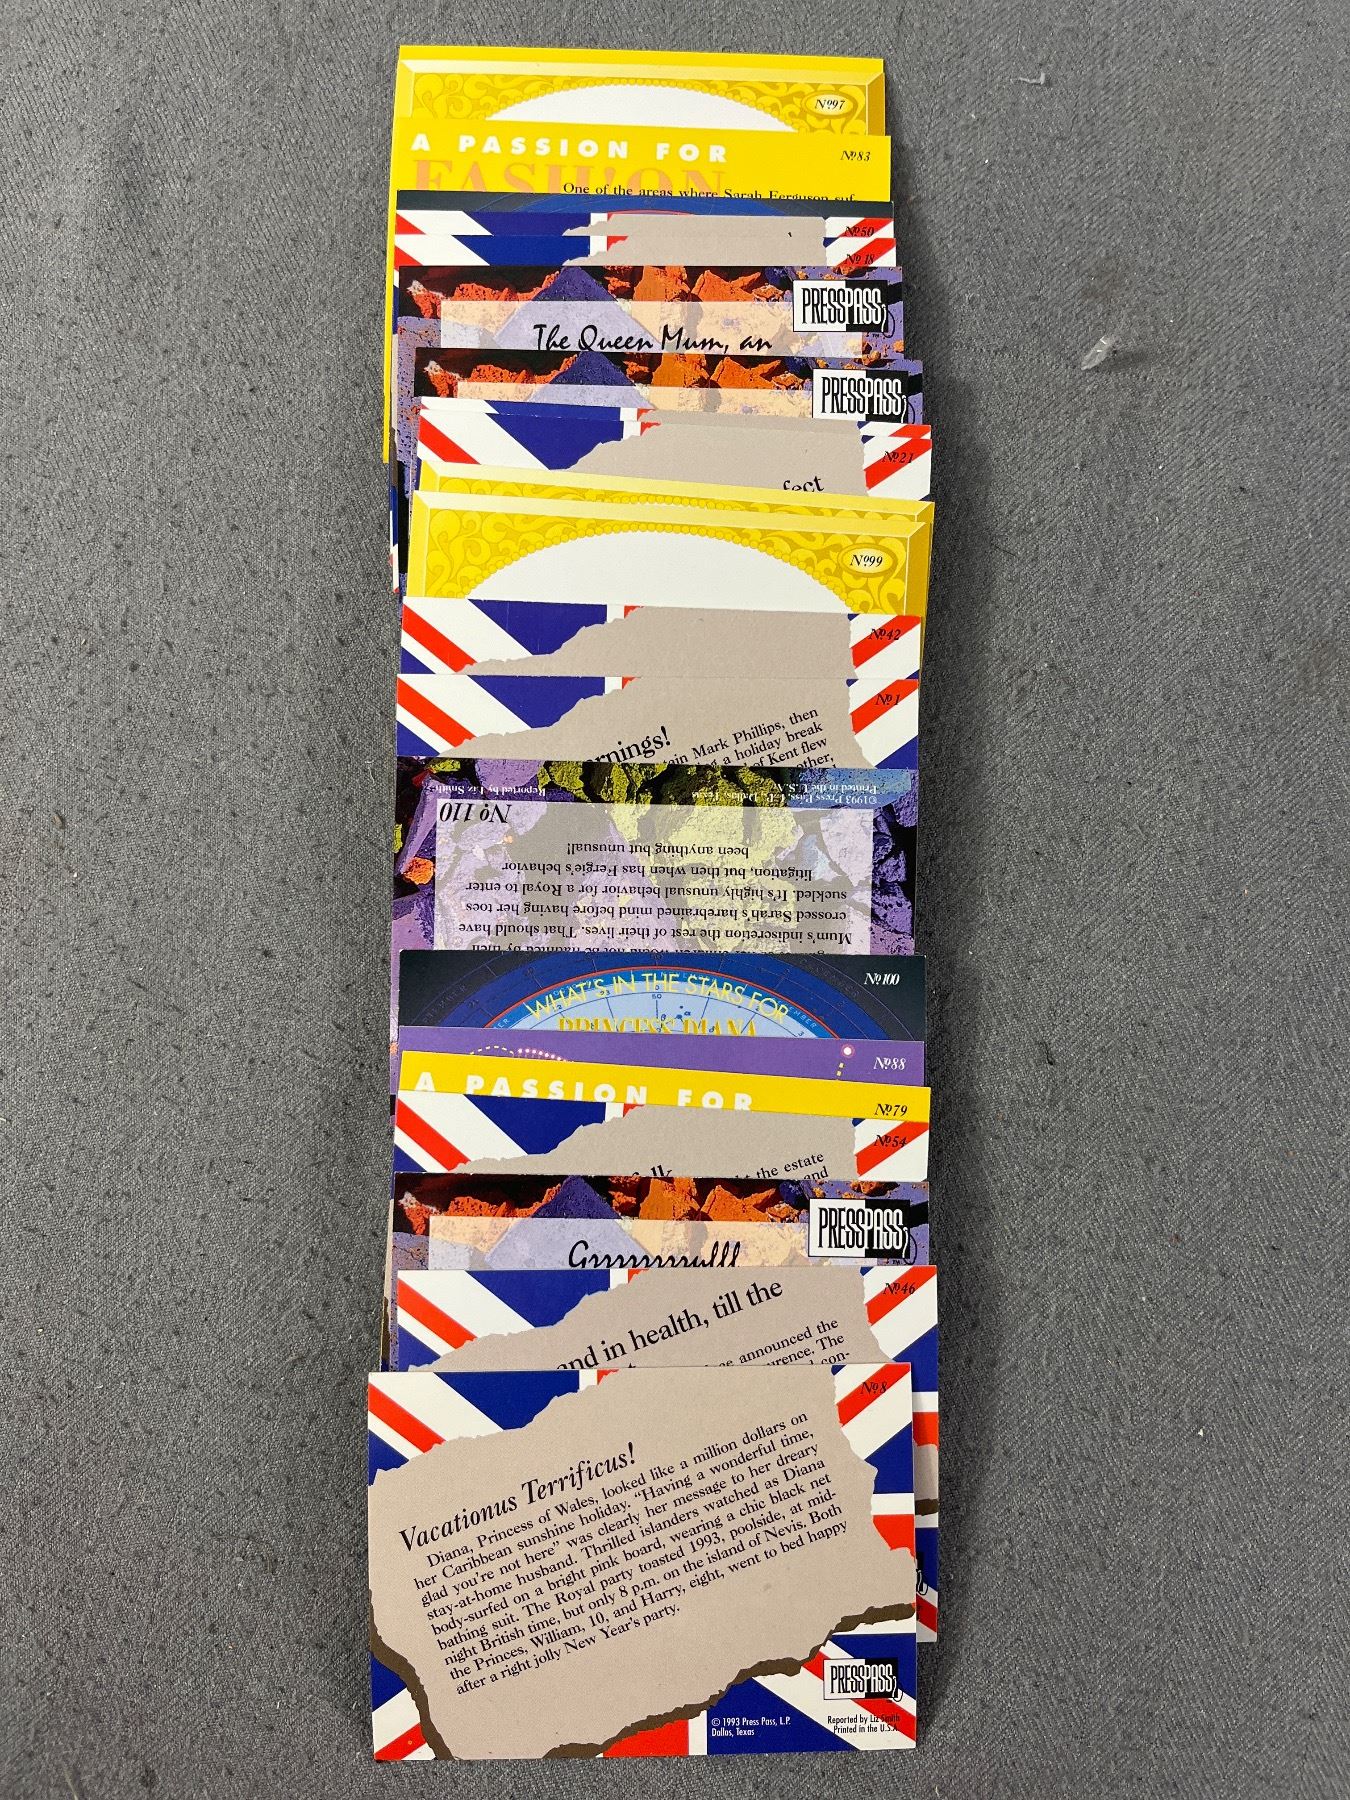 Nº97
A PASSION FOR
Nº83
FASHION
One of the areas where Sarah Ferguson suf-
Nº50
Nº18
PRESSPASS
The Queen Mum, an
PRESSPASS
Nº21
fect
Nº99
Nº42
Nº1
rnings!
tain Mark Phillips, then
a holiday break
of Kent flew
other,
Mum's indiscretion the rest of their lives. That should have
crossed Sarah's harebrained mind before having her toes
suckled. It's highly unusual behavior for a Royal to enter
litigation, but then when has Fergie's behavior
been anything but unusual!
Nº110
©1993 Press Pass, L.P., Dallas, Texas
Printed in the U.S.A.
Reported by Liz Smith
Nº100
WHAT'S IN THE STARS FOR
PRINCESS DIANA
Nº88
A PASSION FOR
Nº79
Nº54
folk
t the estate
and
PRESSPASS
Grrrrrrrulll
Nº46
and in health, till the
announced the
urence. The
con-
Nº8
Vacationus Terrificus!
Diana, Princess of Wales, looked like a million dollars on
her Caribbean sunshine holiday. "Having a wonderful time,
glad you're not here" was clearly her message to her dreary
stay-at-home husband. Thrilled islanders watched as Diana
body-surfed on a bright pink board, wearing a chic black net
bathing suit. The Royal party toasted 1993, poolside, at mid-
night British time, but only 8 p.m. on the island of Nevis. Both
the Princes, William, 10, and Harry, eight, went to bed happy
after a right jolly New Year's party.
PRESSPASS
© 1993 Press Pass, L.P.
Dallas, Texas
Reported by Liz Smith
Printed in the U.S.A.